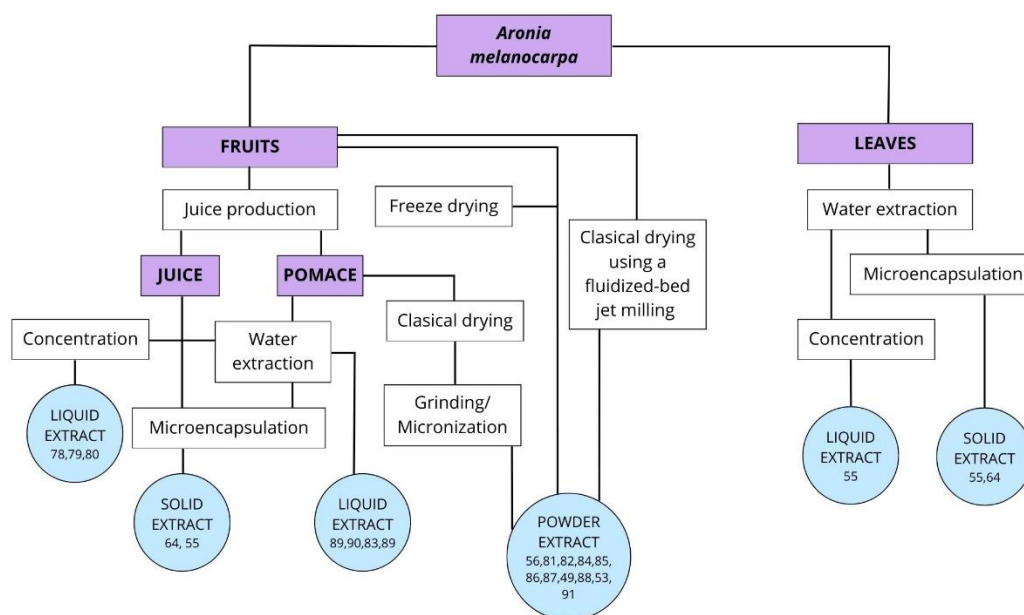 Aronia
melanocarpa
FRUITS
LEAVES
Juice production
Freeze drying
Clasical drying
using a
fluidized-bed
jet milling
Water extraction
JUICE
POMACE
Microencapsulation
Concentration
Water
extraction
Clasical drying
Concentration
LIQUID
EXTRACT
78,79,80
Microencapsulation
Grinding/
Micronization
LIQUID
EXTRACT
55
SOLID
EXTRACT
55,64
SOLID
EXTRACT
64, 55
LIQUID
EXTRACT
89,90,83,89
POWDER
EXTRACT
56,81,82,84,85,
86,87,49,88,53,
91